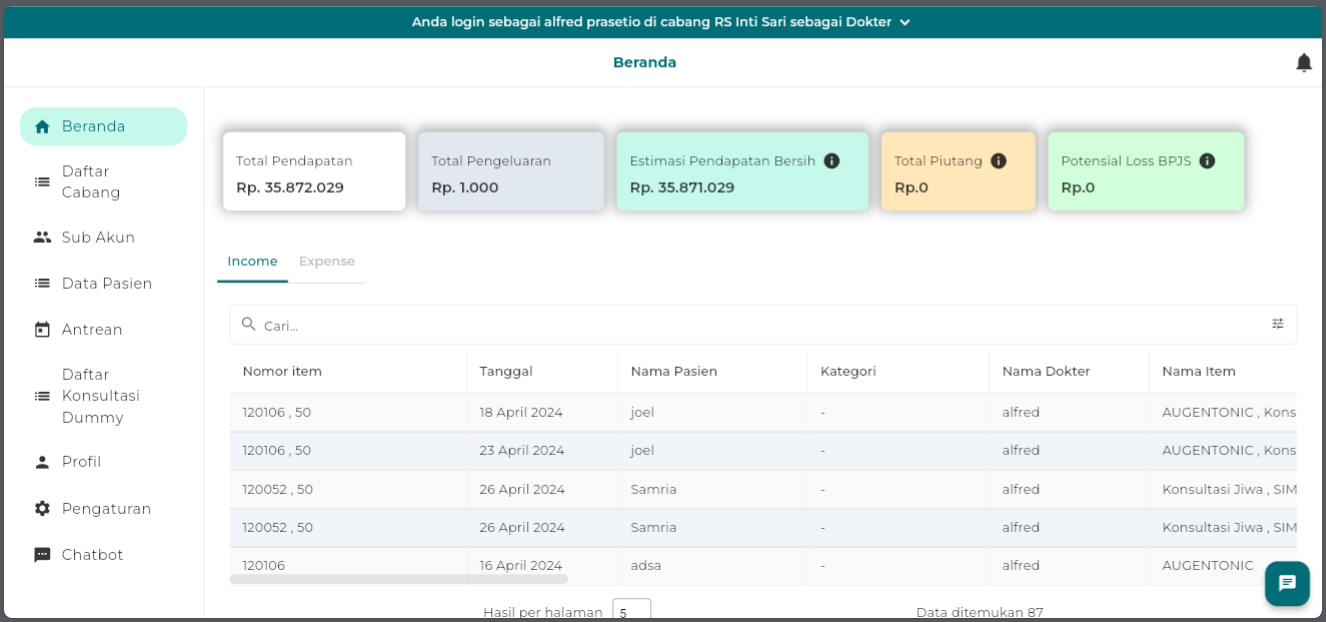 Anda login sebagai alfred prasetio di cabang RS Inti Sari sebagai Dokter
Beranda
Beranda
Daftar
Cabang
Sub Akun
Data Pasien
Antrean
Daftar
Konsultasi
Dummy
Profil
Pengaturan
Chatbot
Total Pendapatan
Rp. 35.872.029
Total Pengeluaran
Rp. 1.000
Estimasi Pendapatan Bersih
Rp. 35.871.029
Total Piutang
Rp.0
Potensial Loss BPJS
Rp.0
Income Expense
Cari...
Nomor item Tanggal Nama Pasien Kategori Nama Dokter Nama Item
120106 , 50 18 April 2024 joel - alfred AUGENTONIC , Kons
120106 , 50 23 April 2024 joel - alfred AUGENTONIC , Kons
120052 , 50 26 April 2024 Samria - alfred Konsultasi Jiwa , SIM
120052 , 50 26 April 2024 Samria - alfred Konsultasi Jiwa , SIM
120106 16 April 2024 adsa - alfred AUGENTONIC
Hasil per halaman 5 Data ditemukan 87